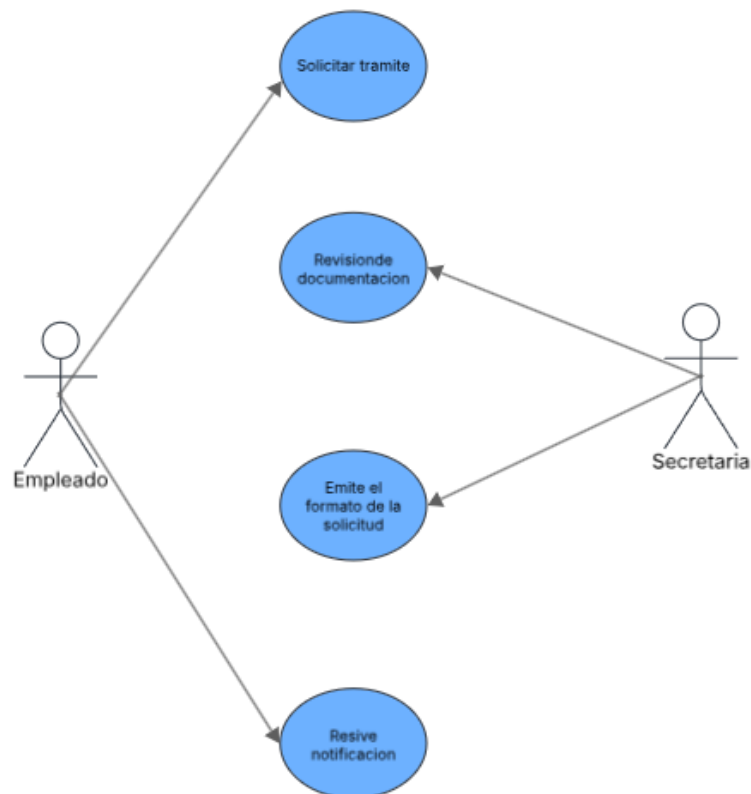 Solicitar tramite
Revisionde
documentacion
Empleado
Secretaria
Emite el
formato de la
solicitud
Resive
notificacion